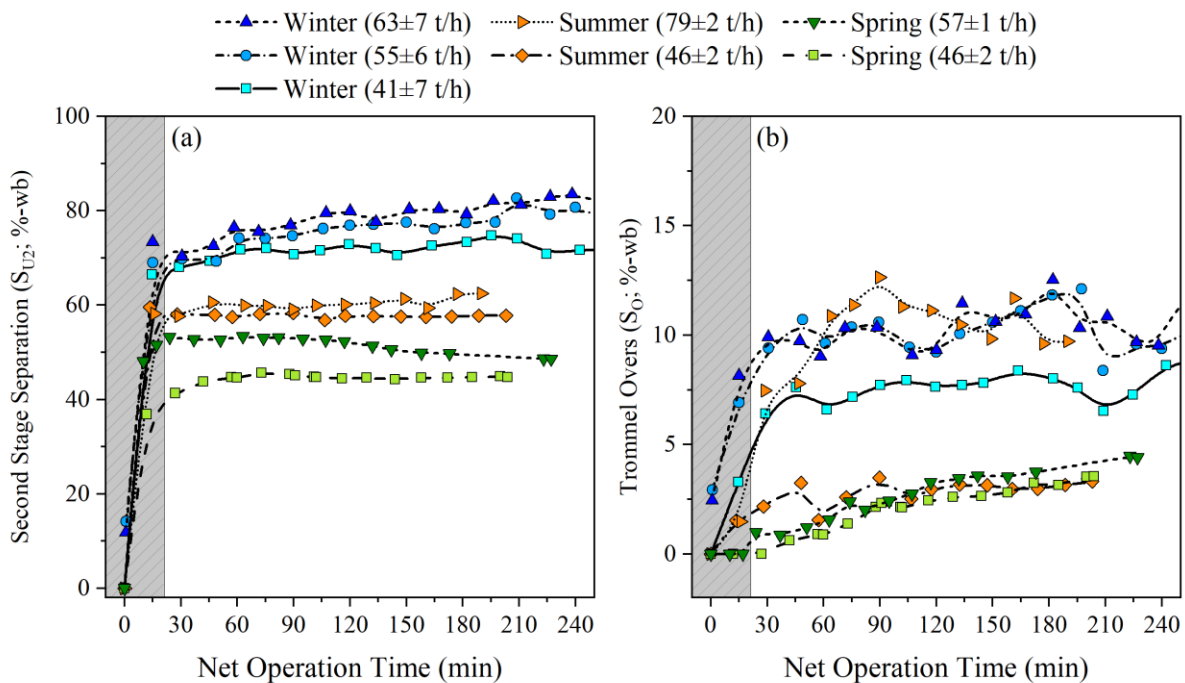 Winter (63±7 t/h) Summer (79±2 t/h) Spring (57±1 t/h)
Winter (55±6 t/h) Summer (46±2 t/h) Spring (46±2 t/h)
Winter (41±7 t/h)
Second Stage Separation (S_U2; %-wb)
100
80
60
40
20
0
(a)
0 30 60 90 120 150 180 210 240
Net Operation Time (min)
Trommel Overs (S_O; %-wb)
20
15
10
5
0
(b)
0 30 60 90 120 150 180 210 240
Net Operation Time (min)